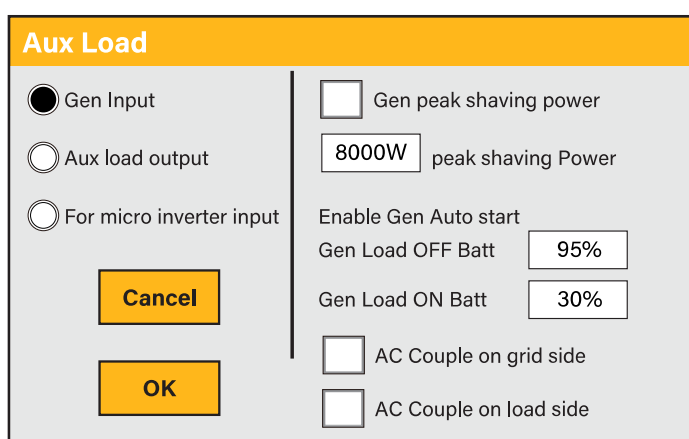 Aux Load
Gen Input
Aux load output
For micro inverter input
Cancel
OK
Gen peak shaving power
8000W peak shaving Power
Enable Gen Auto start
Gen Load OFF Batt 95%
Gen Load ON Batt 30%
AC Couple on grid side
AC Couple on load side